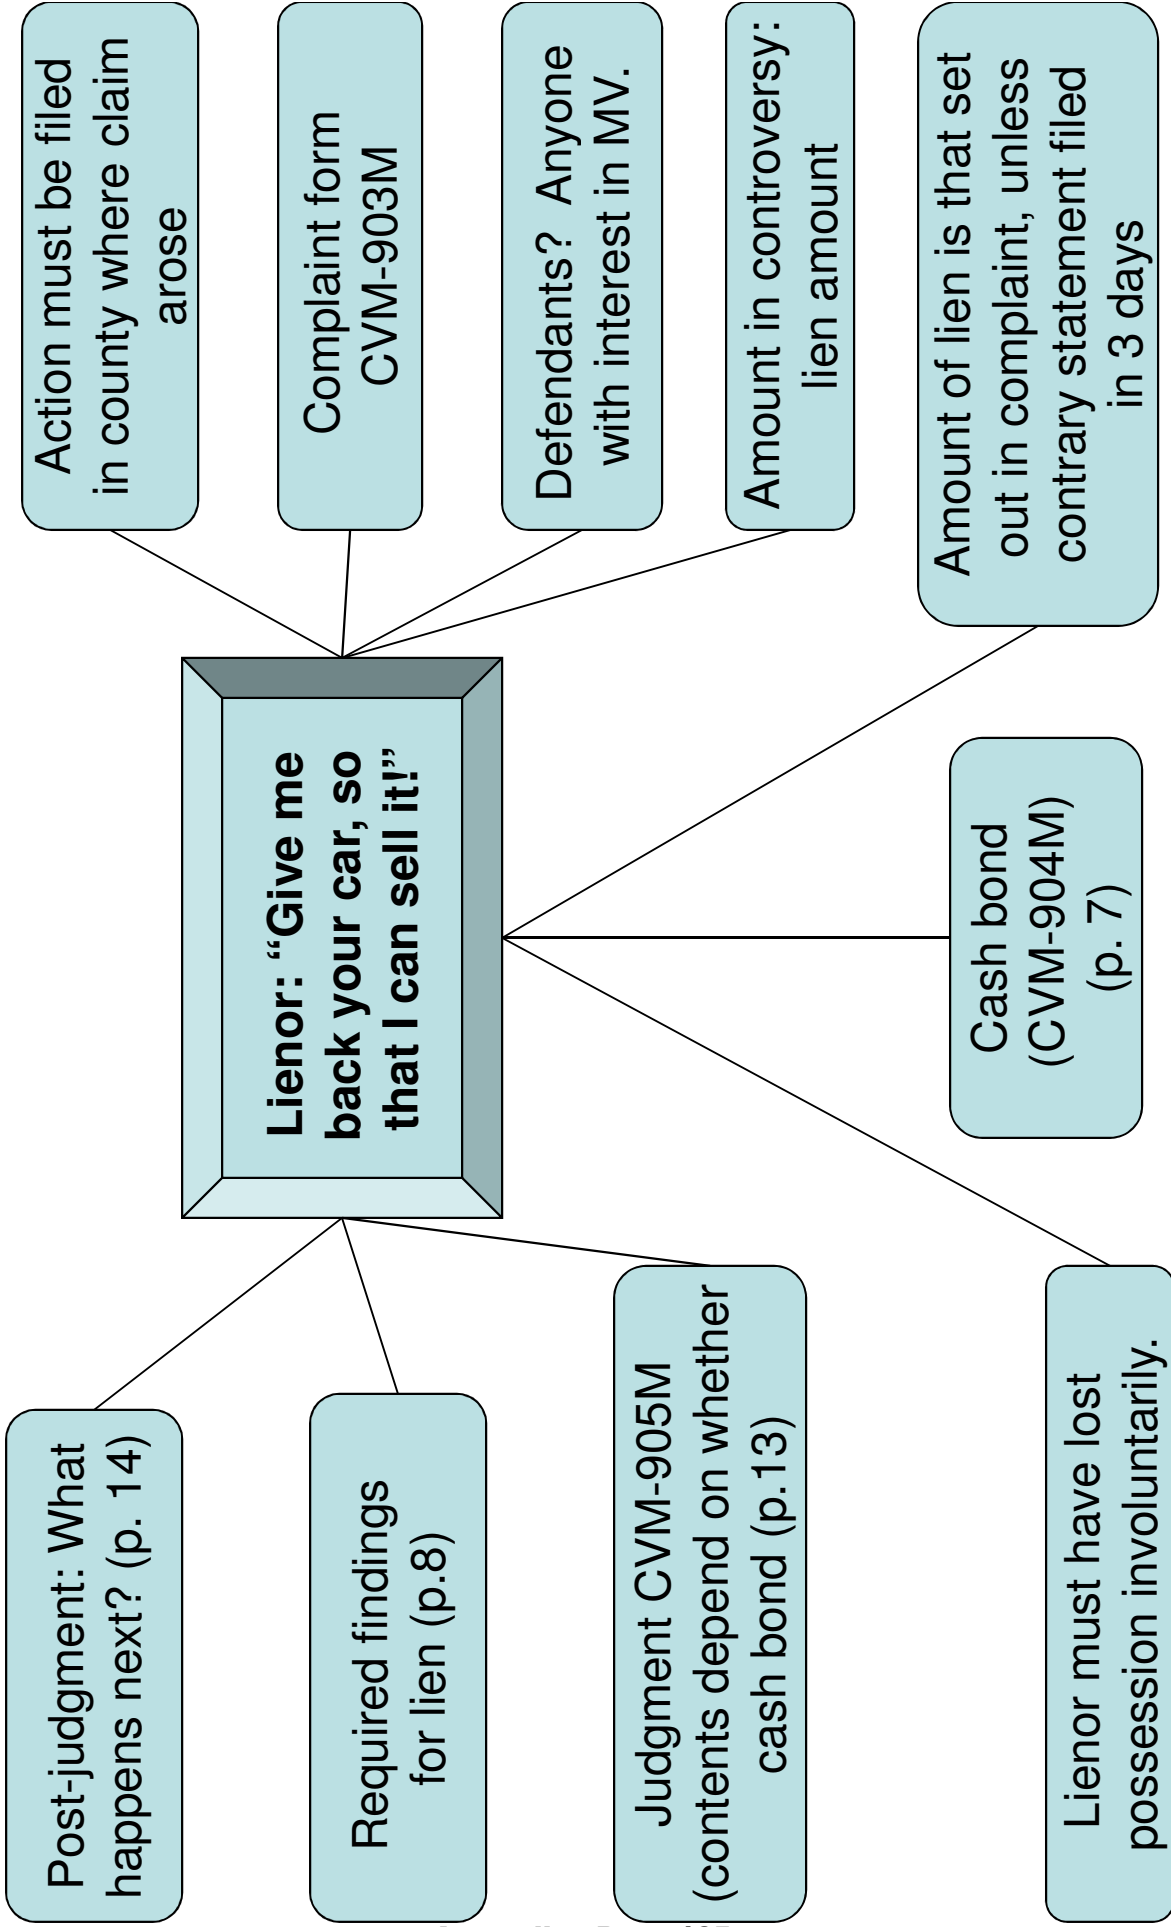 Post-judgment: What
happens next? (p. 14)
Required findings
for lien (p.8)
Judgment CVM-905M
(contents depend on whether
cash bond (p.13)
Lienor must have lost
possession involuntarily.
Lienor: “Give me
back your car, so
that I can sell it!”
Cash bond
(CVM-904M)
(p. 7)
Action must be filed
in county where claim
arose
Complaint form
CVM-903M
Defendants? Anyone
with interest in MV.
Amount in controversy:
lien amount
Amount of lien is that set
out in complaint, unless
contrary statement filed
in 3 days